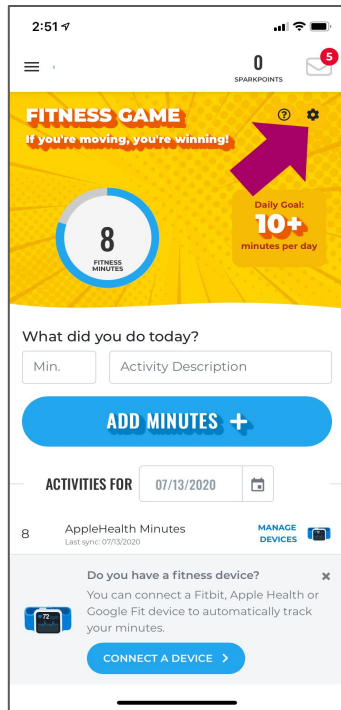 2:51
0
SPARKPOINTS
5
FITNESS GAME
If you're moving, you're winning!
8
FITNESS
MINUTES
Daily Goal:
10+
minutes per day
What did you do today?
Min.
Activity Description
ADD MINUTES +
ACTIVITIES FOR
07/13/2020
8
AppleHealth Minutes
Last sync: 07/13/2020
MANAGE
DEVICES
Do you have a fitness device?
You can connect a Fitbit, Apple Health or
Google Fit device to automatically track
your minutes.
72
CONNECT A DEVICE